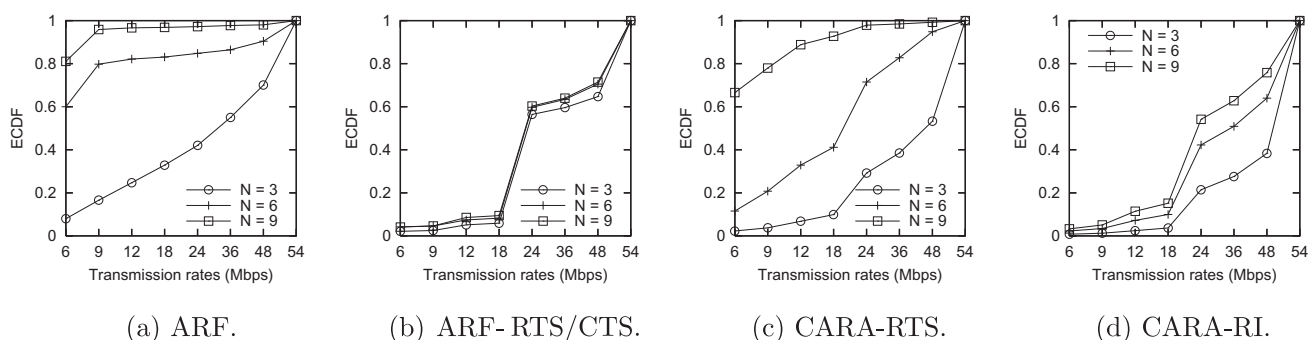 1
0.8
0.6
0.4
0.2
0
ECDF
N = 3
N = 6
N = 9
6 9 12 18 24 36 48 54
Transmission rates (Mbps)
(a) ARF.
1
0.8
0.6
0.4
0.2
0
ECDF
N = 3
N = 6
N = 9
6 9 12 18 24 36 48 54
Transmission rates (Mbps)
(b) ARF-RTS/CTS.
1
0.8
0.6
0.4
0.2
0
ECDF
N = 3
N = 6
N = 9
6 9 12 18 24 36 48 54
Transmission rates (Mbps)
(c) CARA-RTS.
1
0.8
0.6
0.4
0.2
0
ECDF
N = 3
N = 6
N = 9
6 9 12 18 24 36 48 54
Transmission rates (Mbps)
(d) CARA-RI.